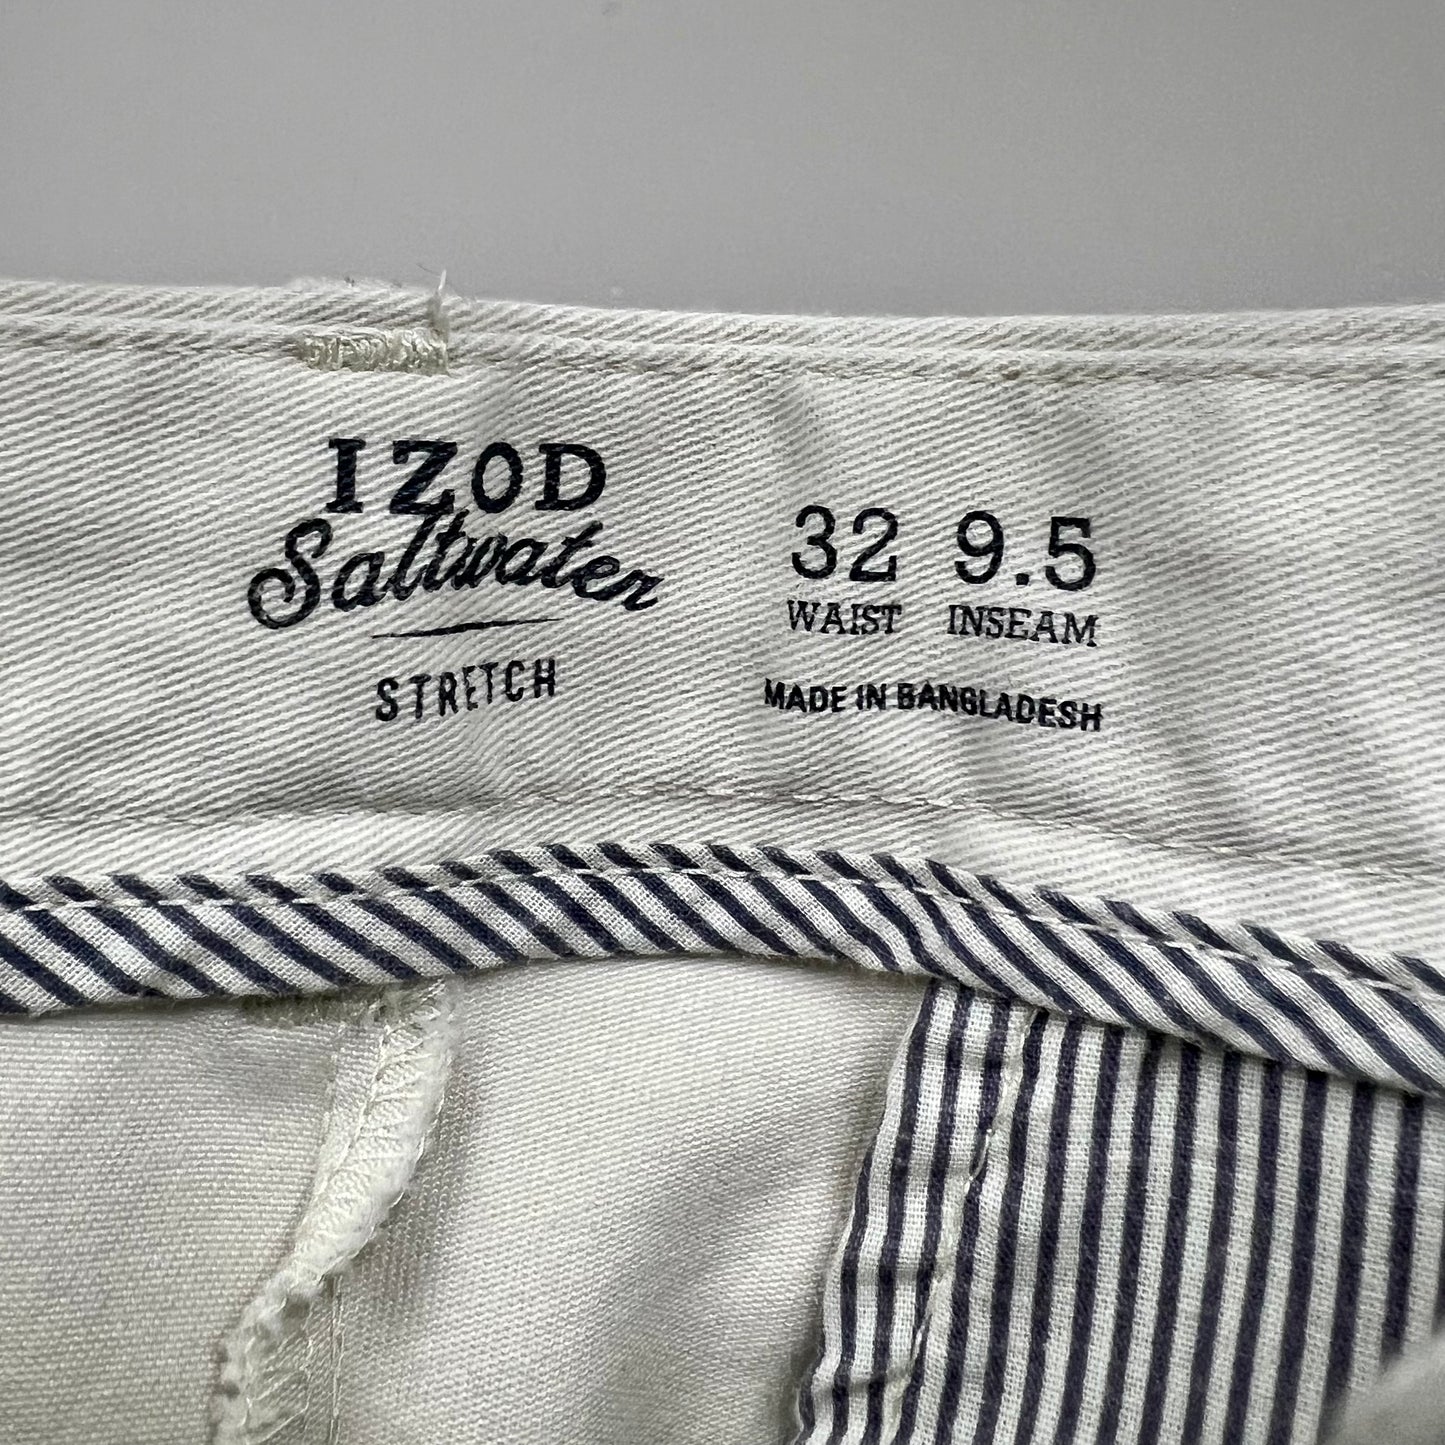 IZOD
Saltwater
STRETCH
32 9.5
WAIST INSEAM
MADE IN BANGLADESH